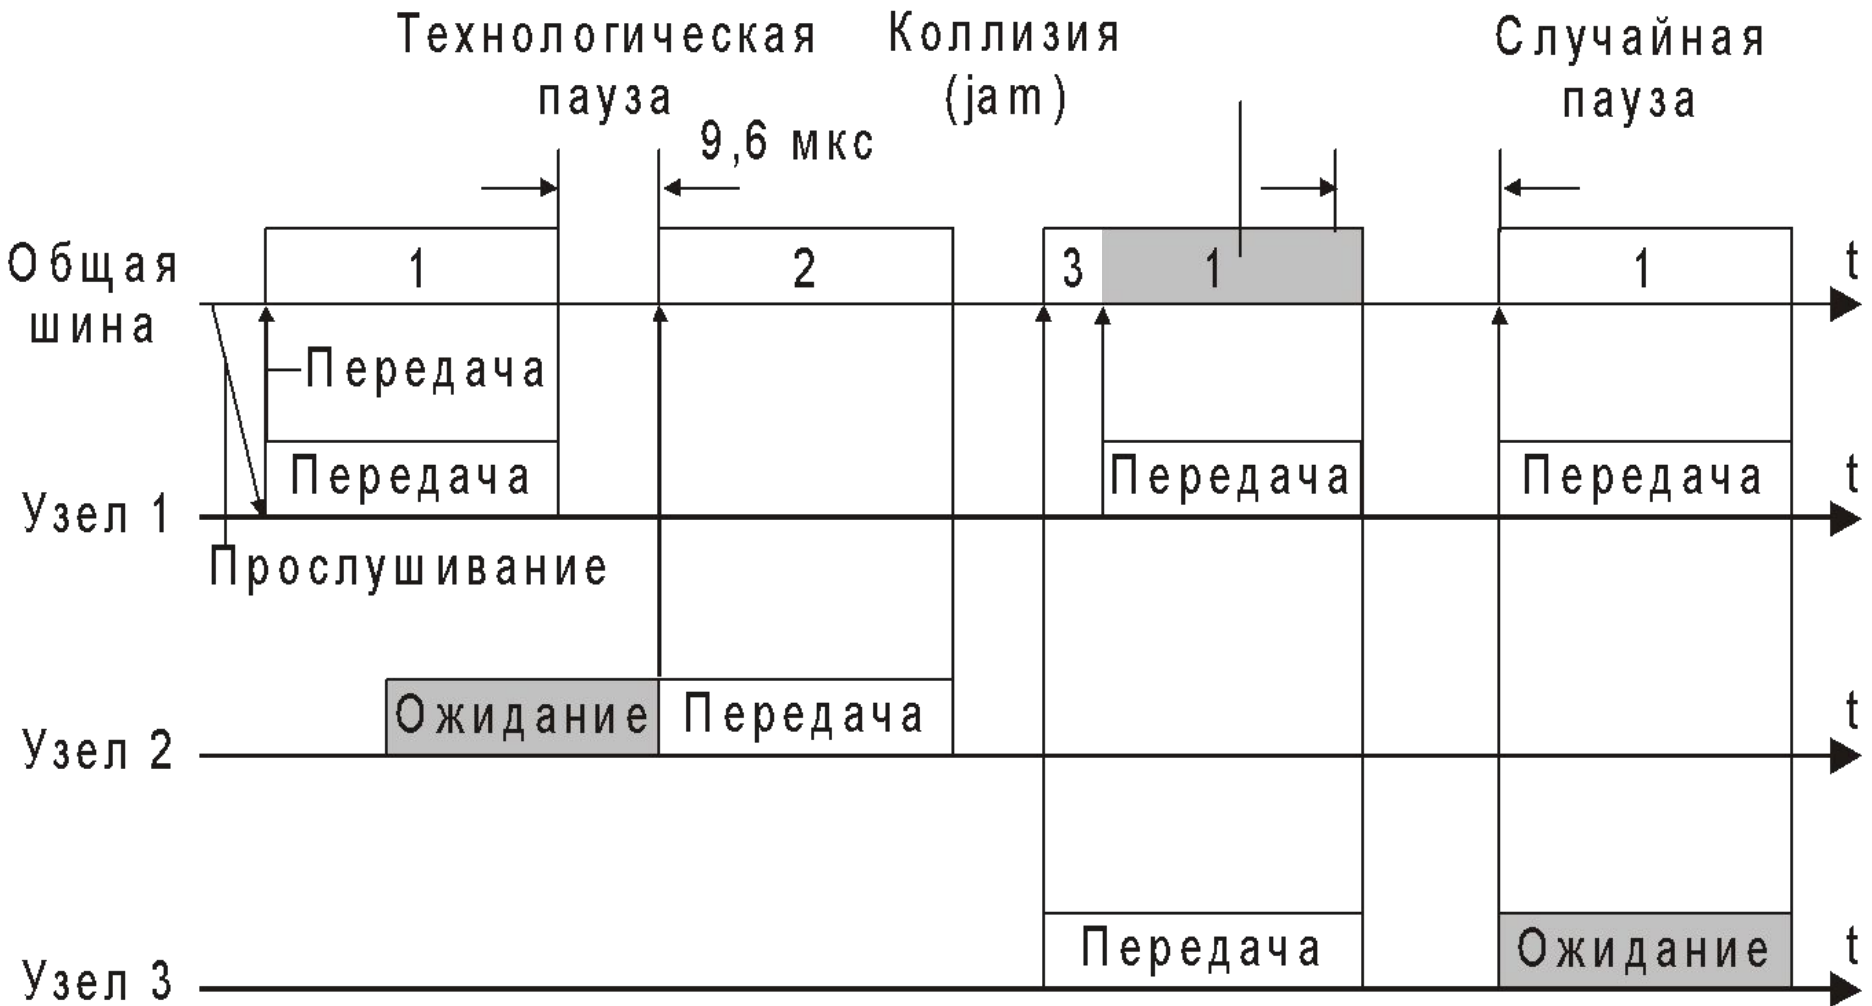 Технологическая
пауза
Коллизия
(jam)
Случайная
пауза
9,6 мкс
Общая
шина
1
2
3
1
1
t
Передача
Узел 1
Передача
Передача
Передача
t
Прослушивание
Узел 2
Ожидание
Передача
t
Узел 3
Передача
Ожидание
t